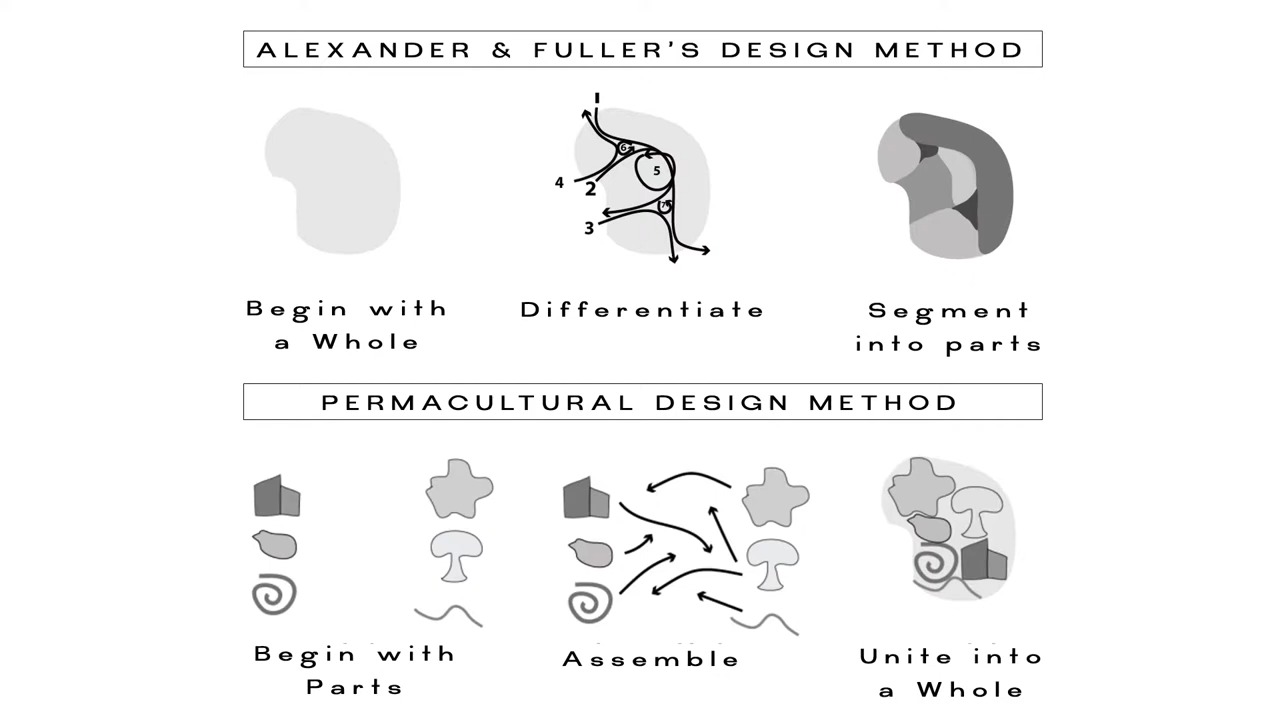 ALEXANDER & FULLER'S DESIGN METHOD
1
6
5
4
2
7
3
Begin with
a Whole
Differentiate
Segment
into parts
PERMACULTURAL DESIGN METHOD
Begin with
Parts
Assemble
Unite into
a Whole